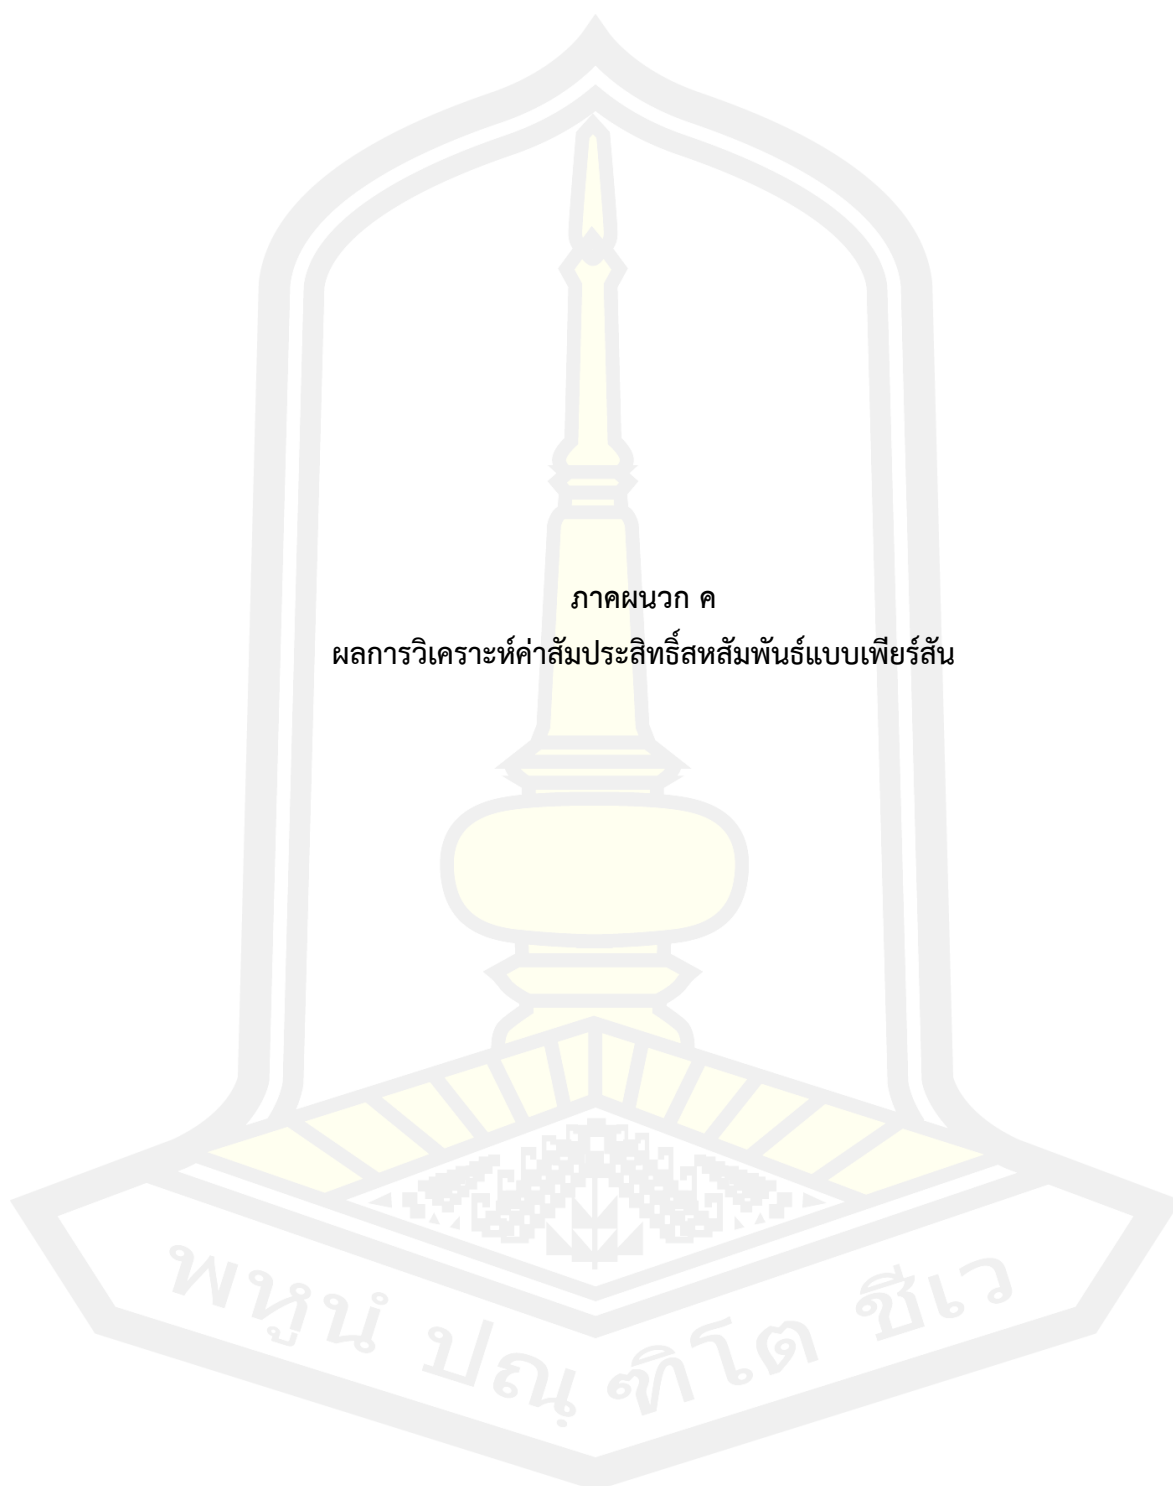 ภาคผนวก ค
ผลการวิเคราะห์ค่าสัมประสิทธิ์สหสัมพันธ์แบบเพียร์สัน
พหูนํ ปณฺฑิโต ชีเว